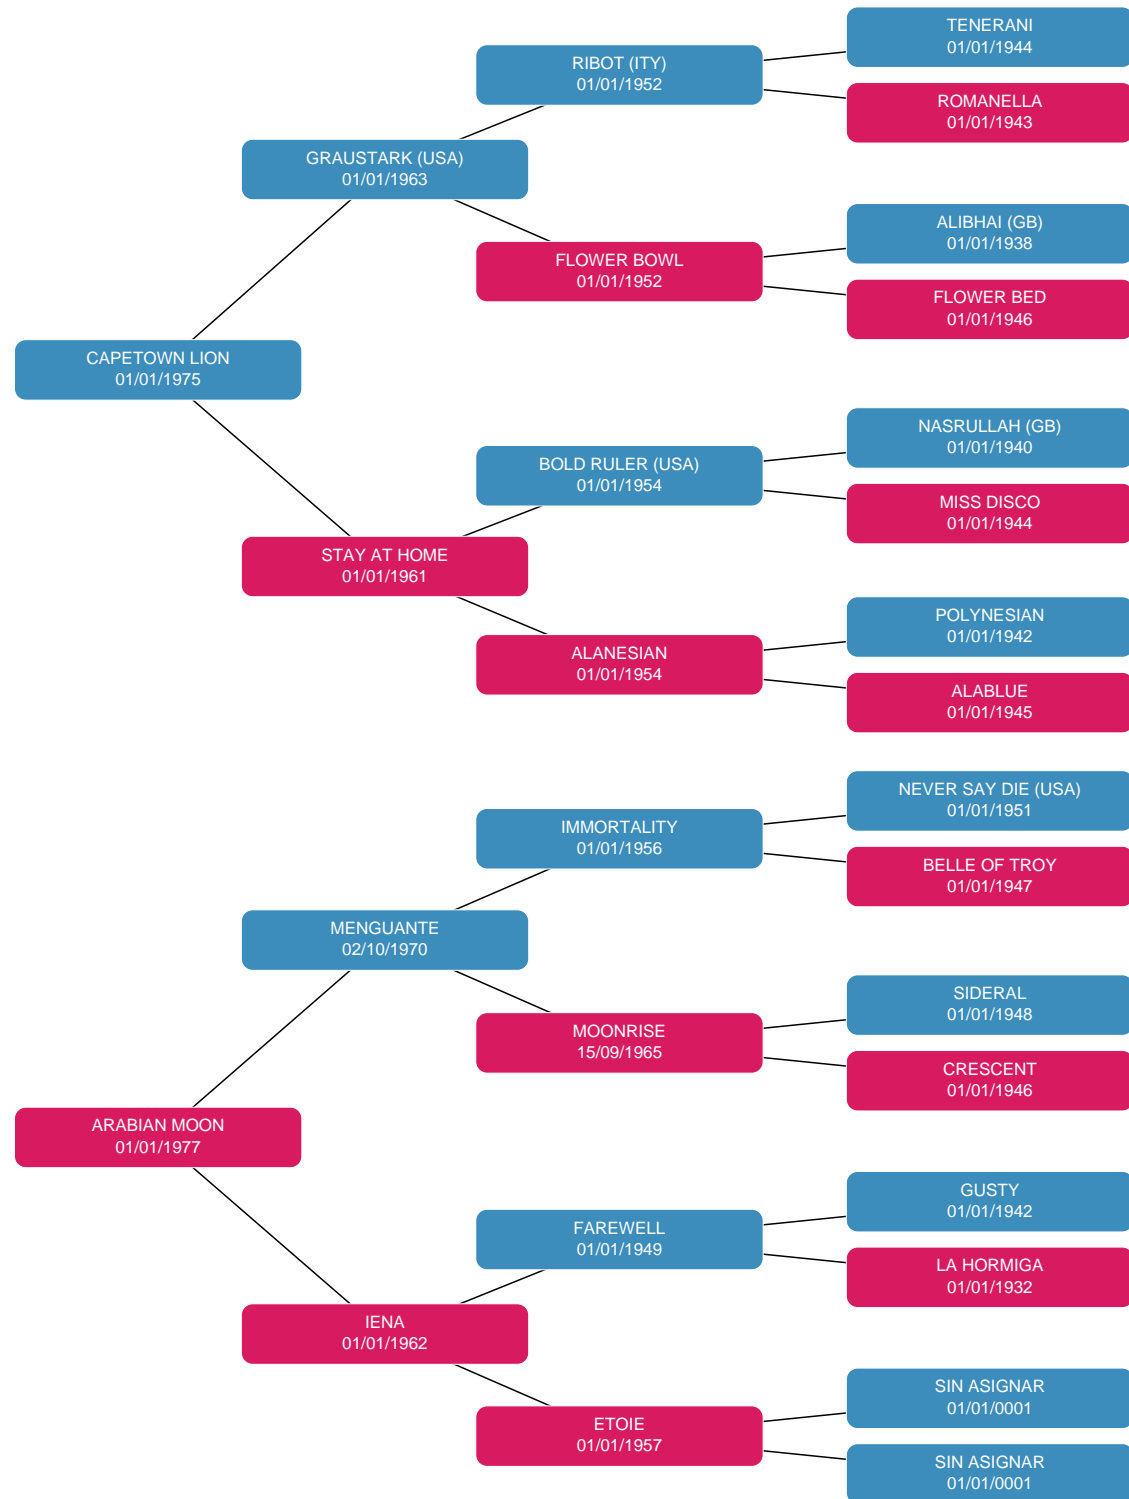 TENERANI
01/01/1944
RIBOT (ITY)
01/01/1952
ROMANELLA
01/01/1943
GRAUSTARK (USA)
01/01/1963
ALIBHAI (GB)
01/01/1938
FLOWER BOWL
01/01/1952
FLOWER BED
01/01/1946
CAPETOWN LION
01/01/1975
NASRULLAH (GB)
01/01/1940
BOLD RULER (USA)
01/01/1954
MISS DISCO
01/01/1944
STAY AT HOME
01/01/1961
POLYNESIAN
01/01/1942
ALANESIAN
01/01/1954
ALABLUE
01/01/1945
NEVER SAY DIE (USA)
01/01/1951
IMMORTALITY
01/01/1956
BELLE OF TROY
01/01/1947
MENGUANTE
02/10/1970
SIDERAL
01/01/1948
MOONRISE
15/09/1965
CRESCENT
01/01/1946
ARABIAN MOON
01/01/1977
GUSTY
01/01/1942
FAREWELL
01/01/1949
LA HORMIGA
01/01/1932
IENA
01/01/1962
SIN ASIGNAR
01/01/0001
ETOIE
01/01/1957
SIN ASIGNAR
01/01/0001